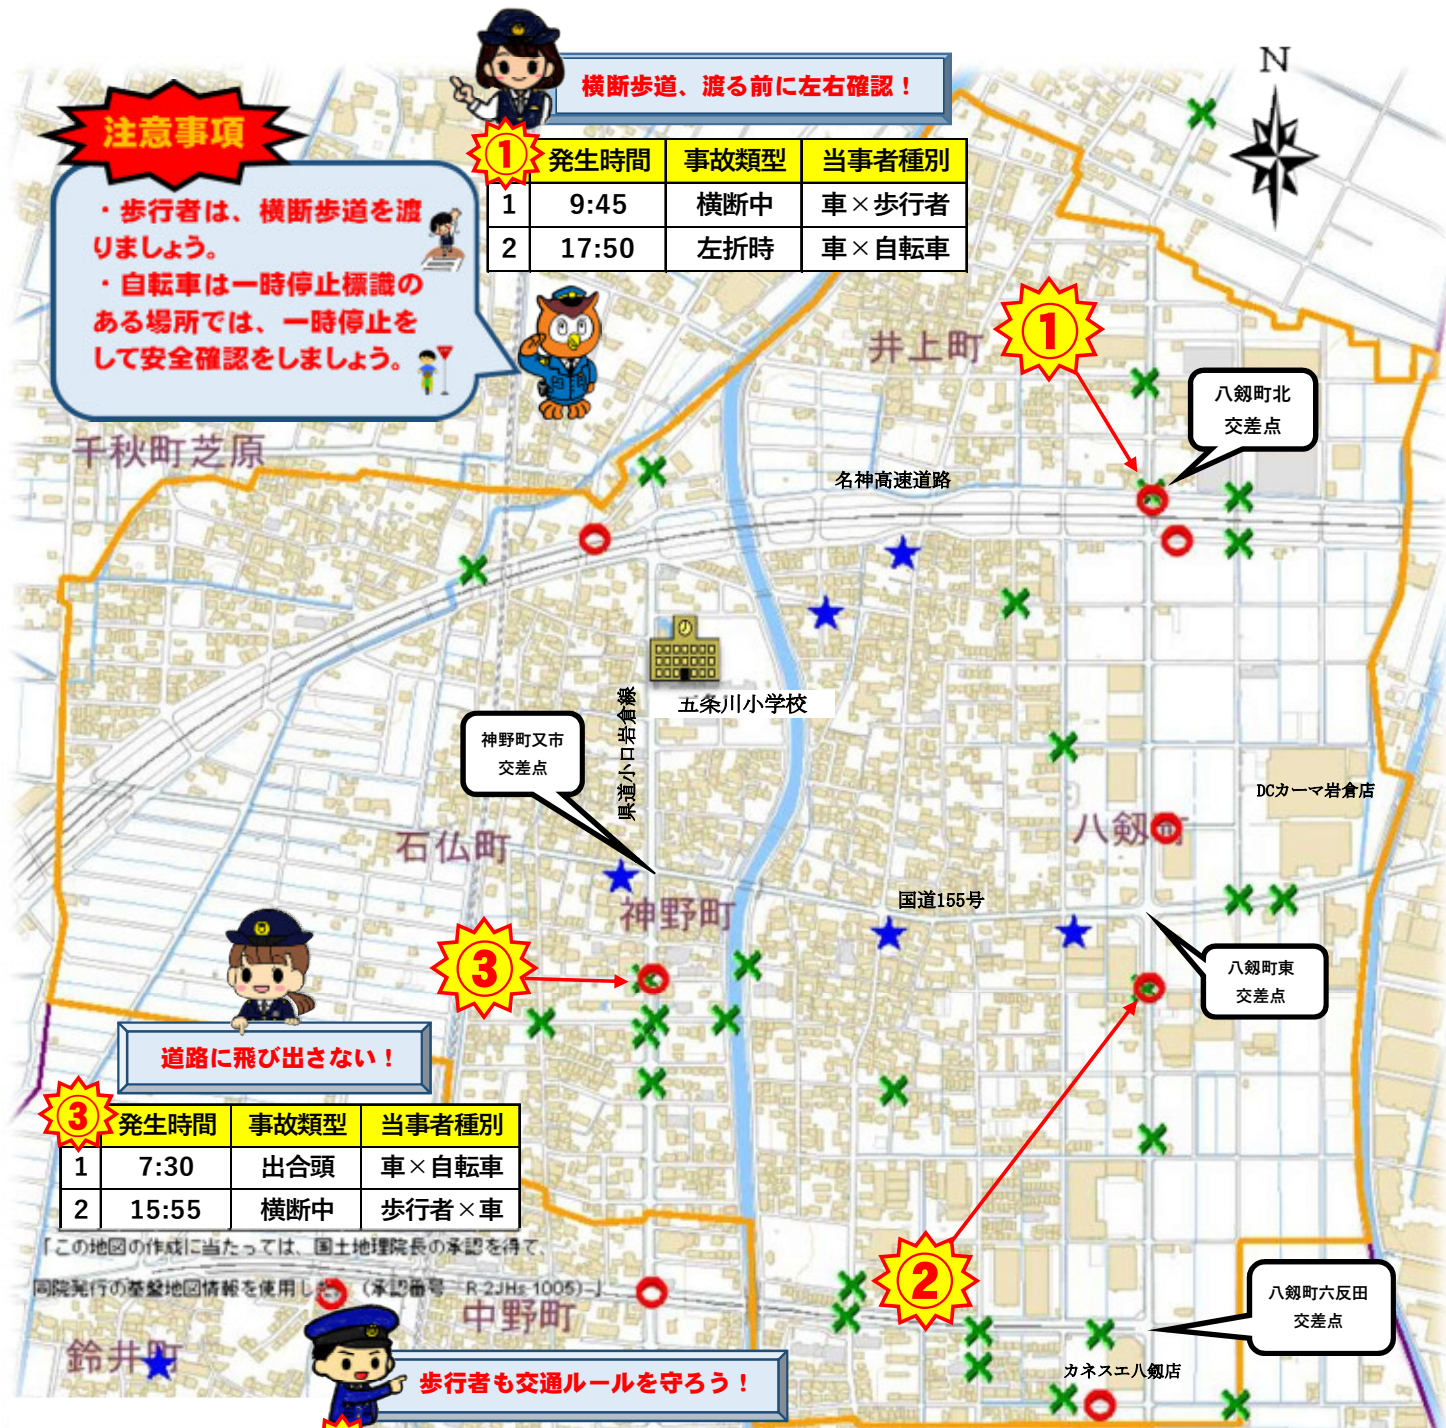 横断歩道、渡る前に左右確認！
N
注意事項
・歩行者は、横断歩道を渡
りましょう。
・自転車は一時停止標識の
ある場所では、一時停止を
して安全確認をしましょう。
① 発生時間 事故類型 当事者種別
1 9:45 横断中 車×歩行者
2 17:50 左折時 車×自転車
①
井上町
八剱町北
交差点
千秋町芝原
名神高速道路
五条川小学校
県道小口岩倉線
神野町又市
交差点
DCカーマ岩倉店
石仏町
八剱町
国道155号
神野町
③
八剱町東
交差点
道路に飛び出さない！
③ 発生時間 事故類型 当事者種別
1 7:30 出合頭 車×自転車
2 15:55 横断中 歩行者×車
「この地図の作成に当たっては、国土地理院長の承認を得て、
同院発行の基盤地図情報を使用した。（承認番号 R 2JHs 1005）」
②
中野町
八剱町六反田
交差点
鈴井町
カネスエ八剱店
歩行者も交通ルールを守ろう！